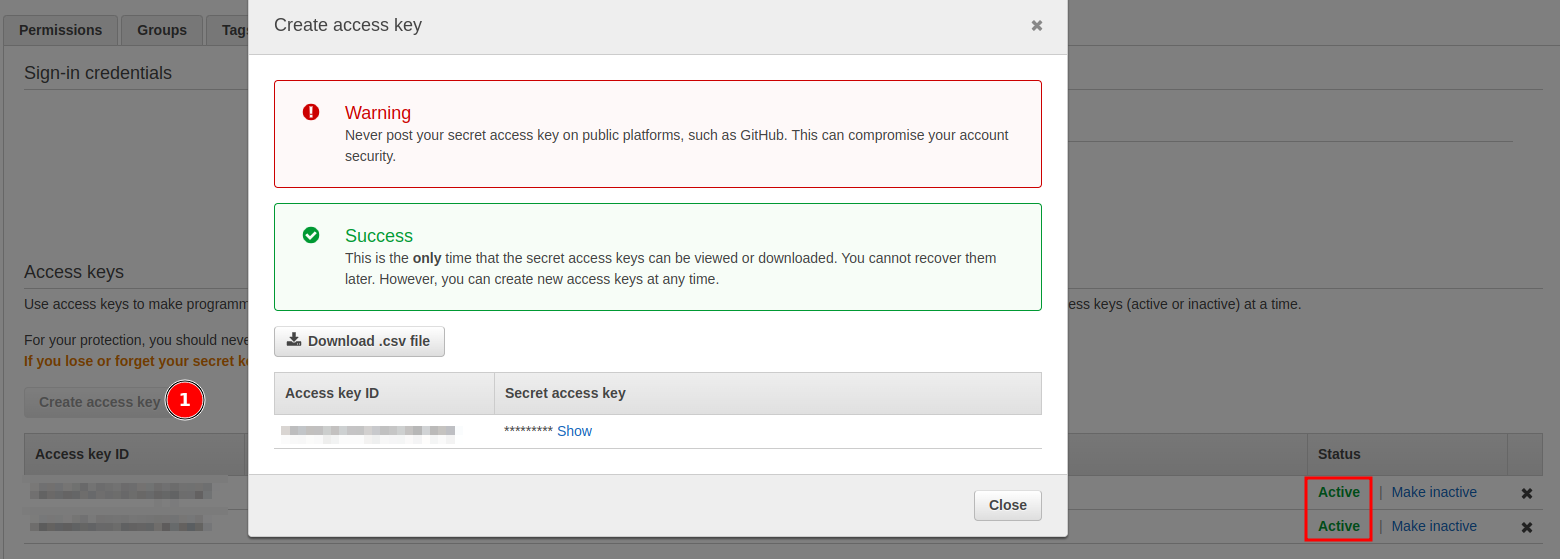 Create access key
Permissions
Groups
Tags
Sign-in credentials
Warning
Never post your secret access key on public platforms, such as GitHub. This can compromise your account
security.
Success
This is the only time that the secret access keys can be viewed or downloaded. You cannot recover them
later. However, you can create new access keys at any time.
Access keys
Use access keys to make programm
ess keys (active or inactive) at a time.
For your protection, you should neve
If you lose or forget your secret k
Download .csv file
Create access key
1
Access key ID
Secret access key
********* Show
Access key ID
Status
Active | Make inactive
Active | Make inactive
Close